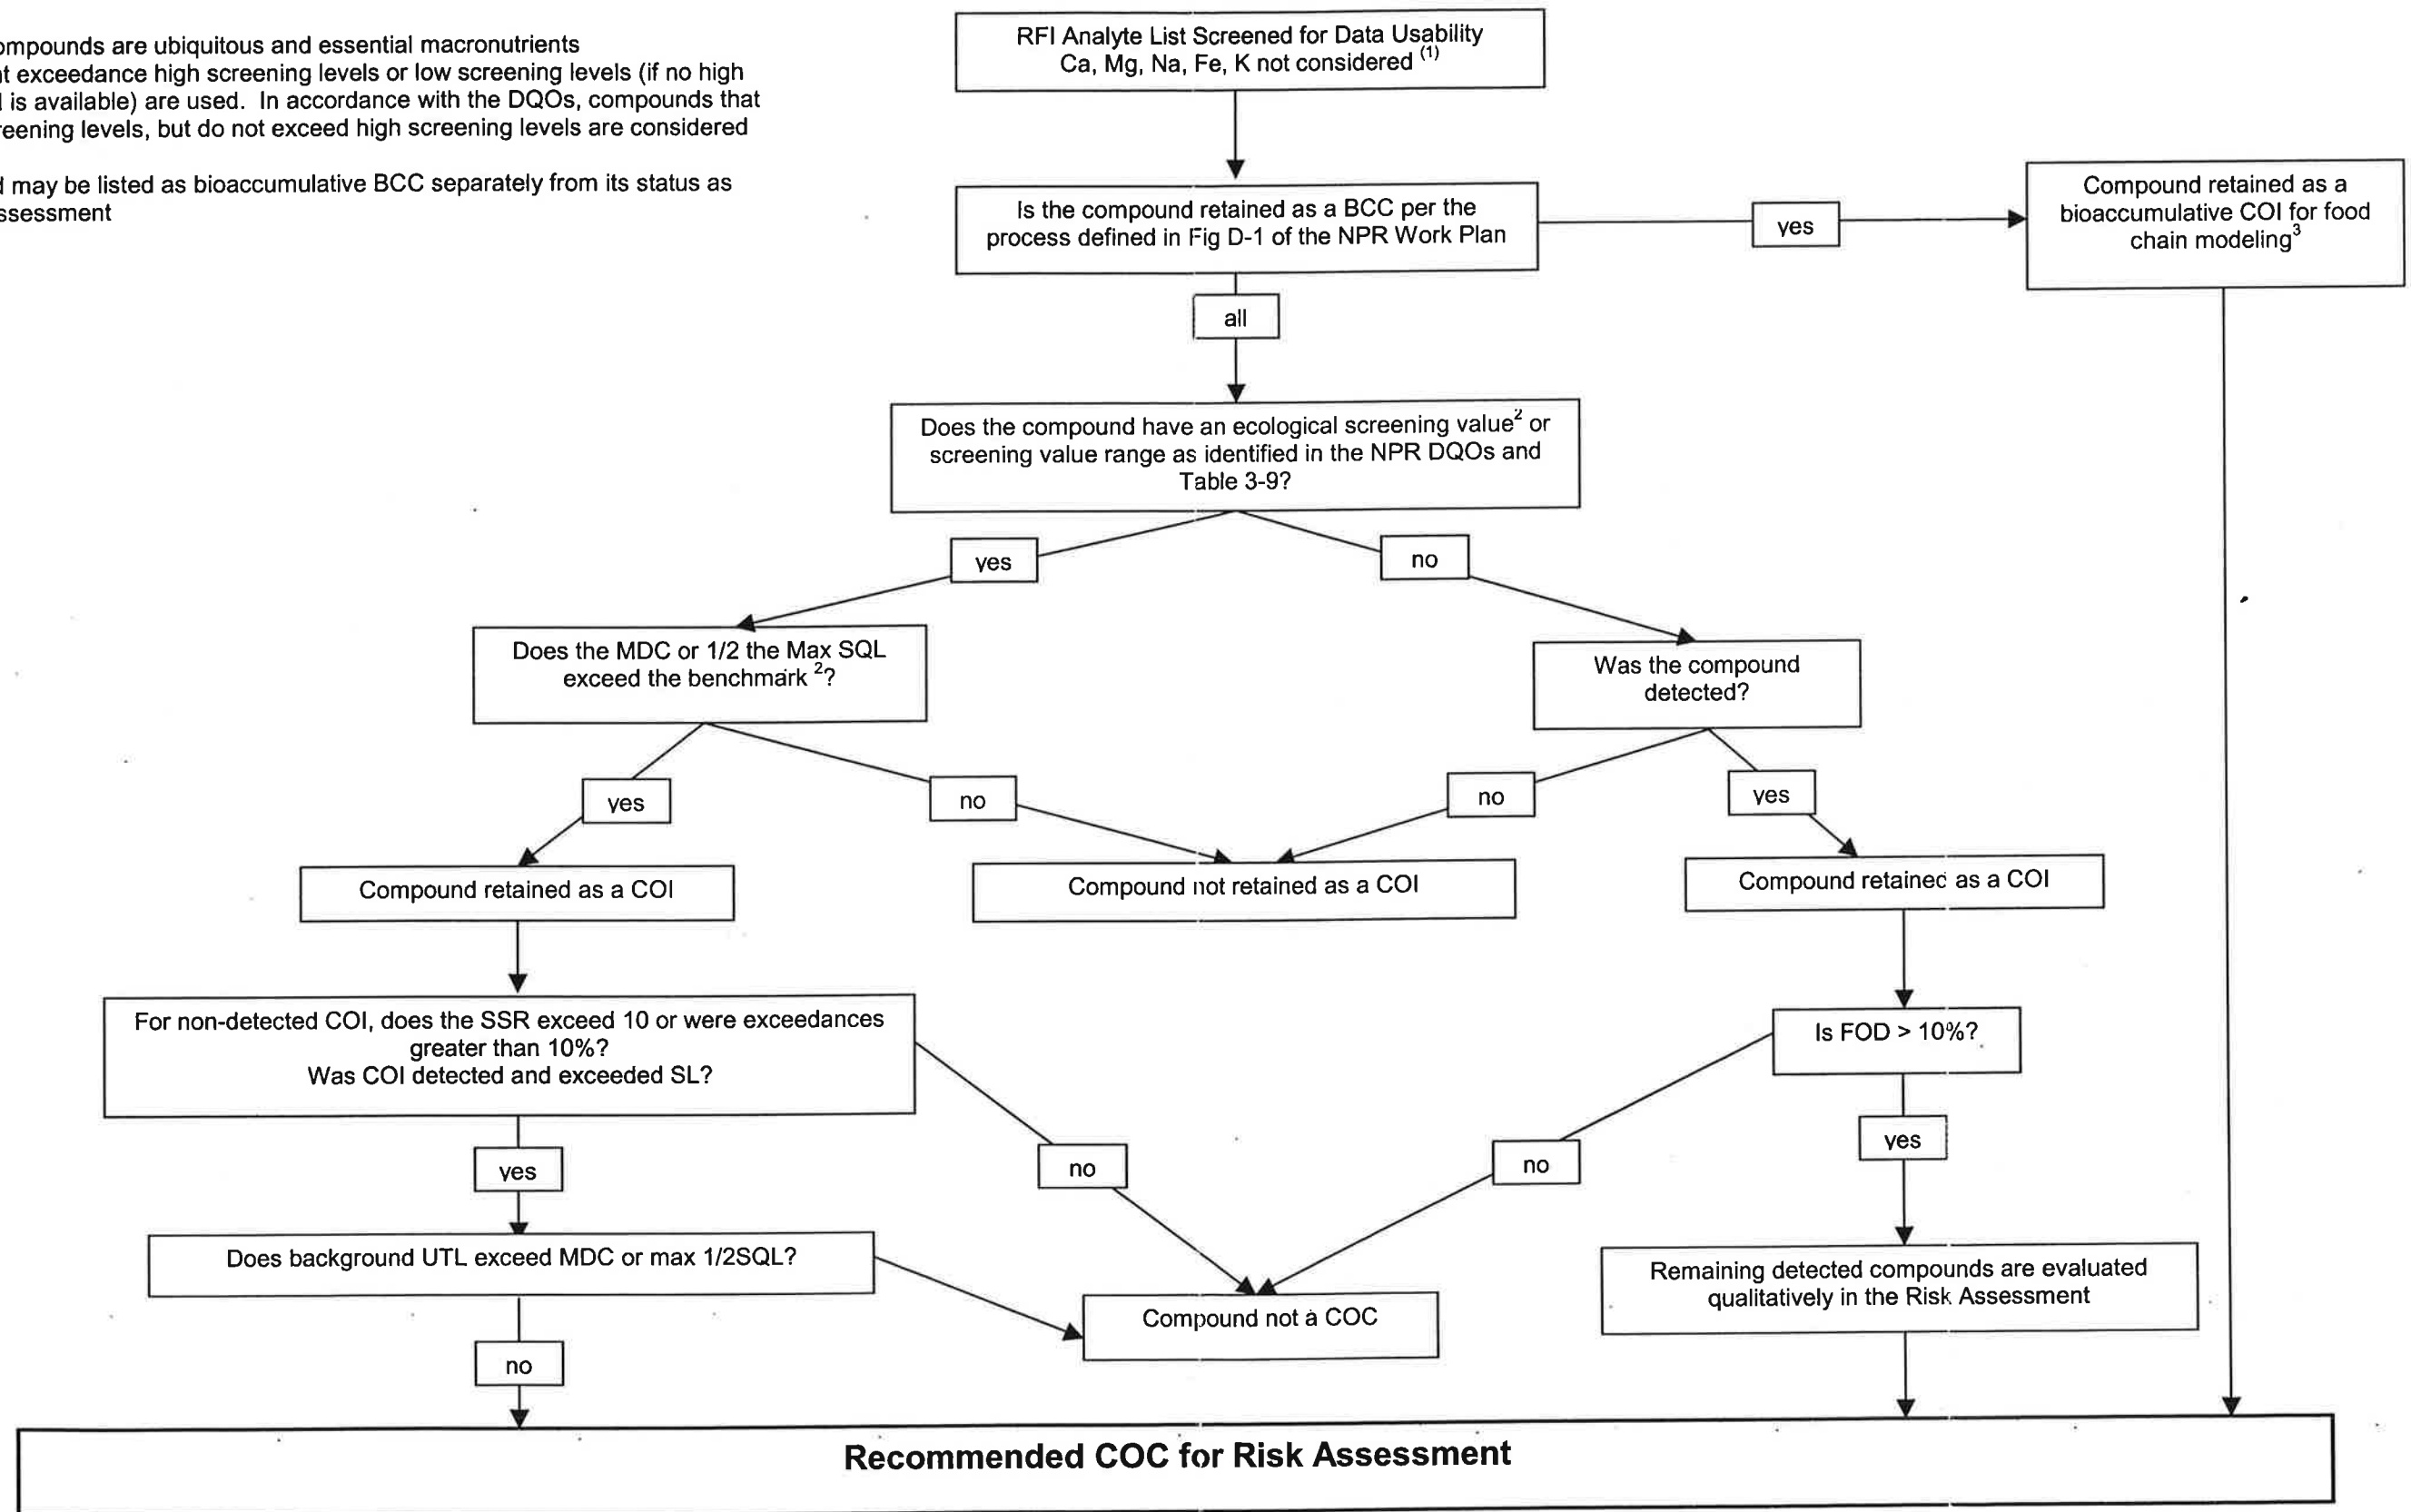 compounds are ubiquitous and essential macronutrients
exceedance high screening levels or low screening levels (if no high
is available) are used. In accordance with the DQOs, compounds that
screening levels, but do not exceed high screening levels are considered
may be listed as bioaccumulative BCC separately from its status as
assessment
RFI Analyte List Screened for Data Usability
Ca, Mg, Na, Fe, K not considered (1)
Is the compound retained as a BCC per the
process defined in Fig D-1 of the NPR Work Plan
yes
Compound retained as a
bioaccumulative COI for food
chain modeling3
all
Does the compound have an ecological screening value2 or
screening value range as identified in the NPR DQOs and
Table 3-9?
yes
no
Does the MDC or 1/2 the Max SQL
exceed the benchmark 2?
Was the compound
detected?
yes
no
no
yes
Compound retained as a COI
Compound not retained as a COI
Compound retained as a COI
For non-detected COI, does the SSR exceed 10 or were exceedances
greater than 10%?
Was COI detected and exceeded SL?
Is FOD > 10%?
yes
no
no
yes
Does background UTL exceed MDC or max 1/2SQL?
Compound not a COC
Remaining detected compounds are evaluated
qualitatively in the Risk Assessment
no
Recommended COC for Risk Assessment